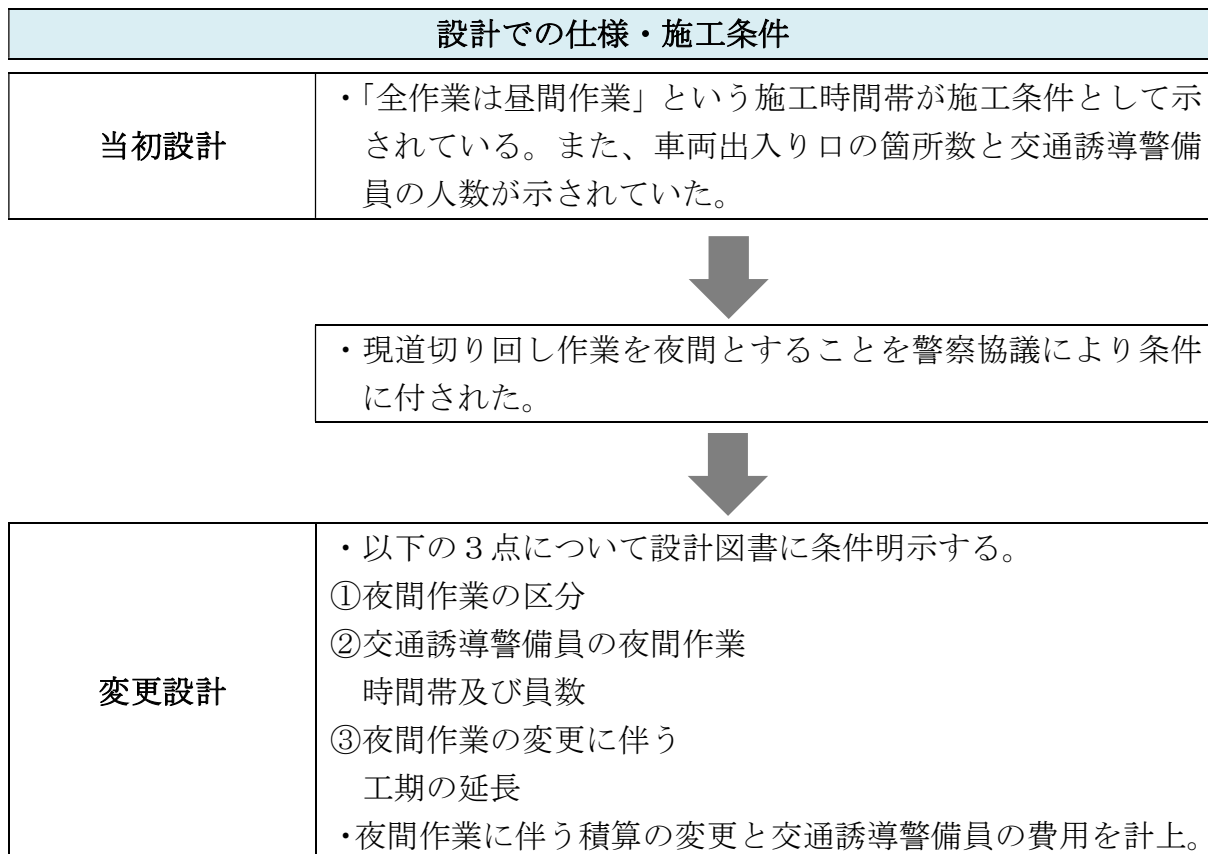 設計での仕様・施工条件
当初設計
・「全作業は昼間作業」という施工時間帯が施工条件として示
されている。また、車両出入り口の箇所数と交通誘導警備
員の人数が示されていた。
・現道切り回し作業を夜間とすることを警察協議により条件
に付された。
変更設計
・以下の３点について設計図書に条件明示する。
①夜間作業の区分
②交通誘導警備員の夜間作業
時間帯及び員数
③夜間作業の変更に伴う
工期の延長
・夜間作業に伴う積算の変更と交通誘導警備員の費用を計上。